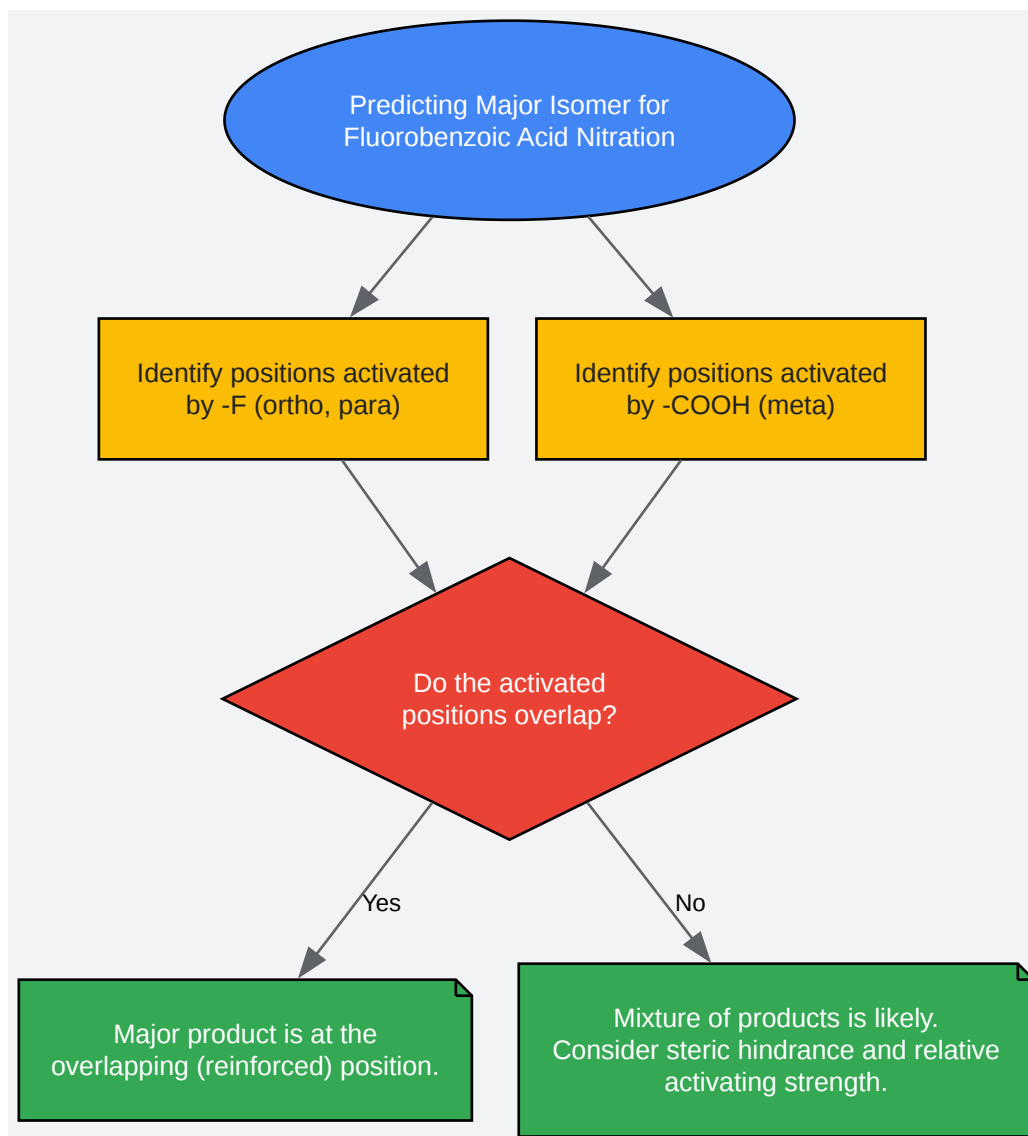 Predicting Major Isomer for
Fluorobenzoic Acid Nitration
Identify positions activated
by -F (ortho, para)
Identify positions activated
by -COOH (meta)
Do the activated
positions overlap?
Yes
No
Major product is at the
overlapping (reinforced) position.
Mixture of products is likely.
Consider steric hindrance and relative
activating strength.